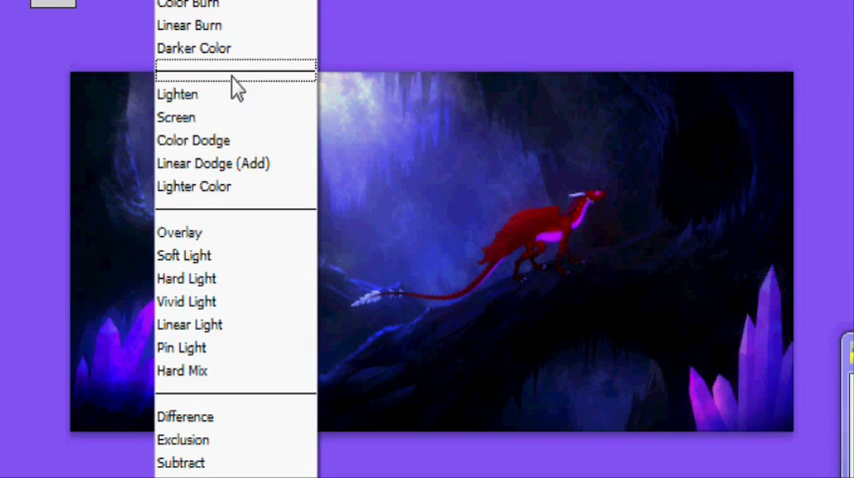 Color Burn
Linear Burn
Darker Color
Lighten
Screen
Color Dodge
Linear Dodge (Add)
Lighter Color
Overlay
Soft Light
Hard Light
Vivid Light
Linear Light
Pin Light
Hard Mix
Difference
Exclusion
Subtract